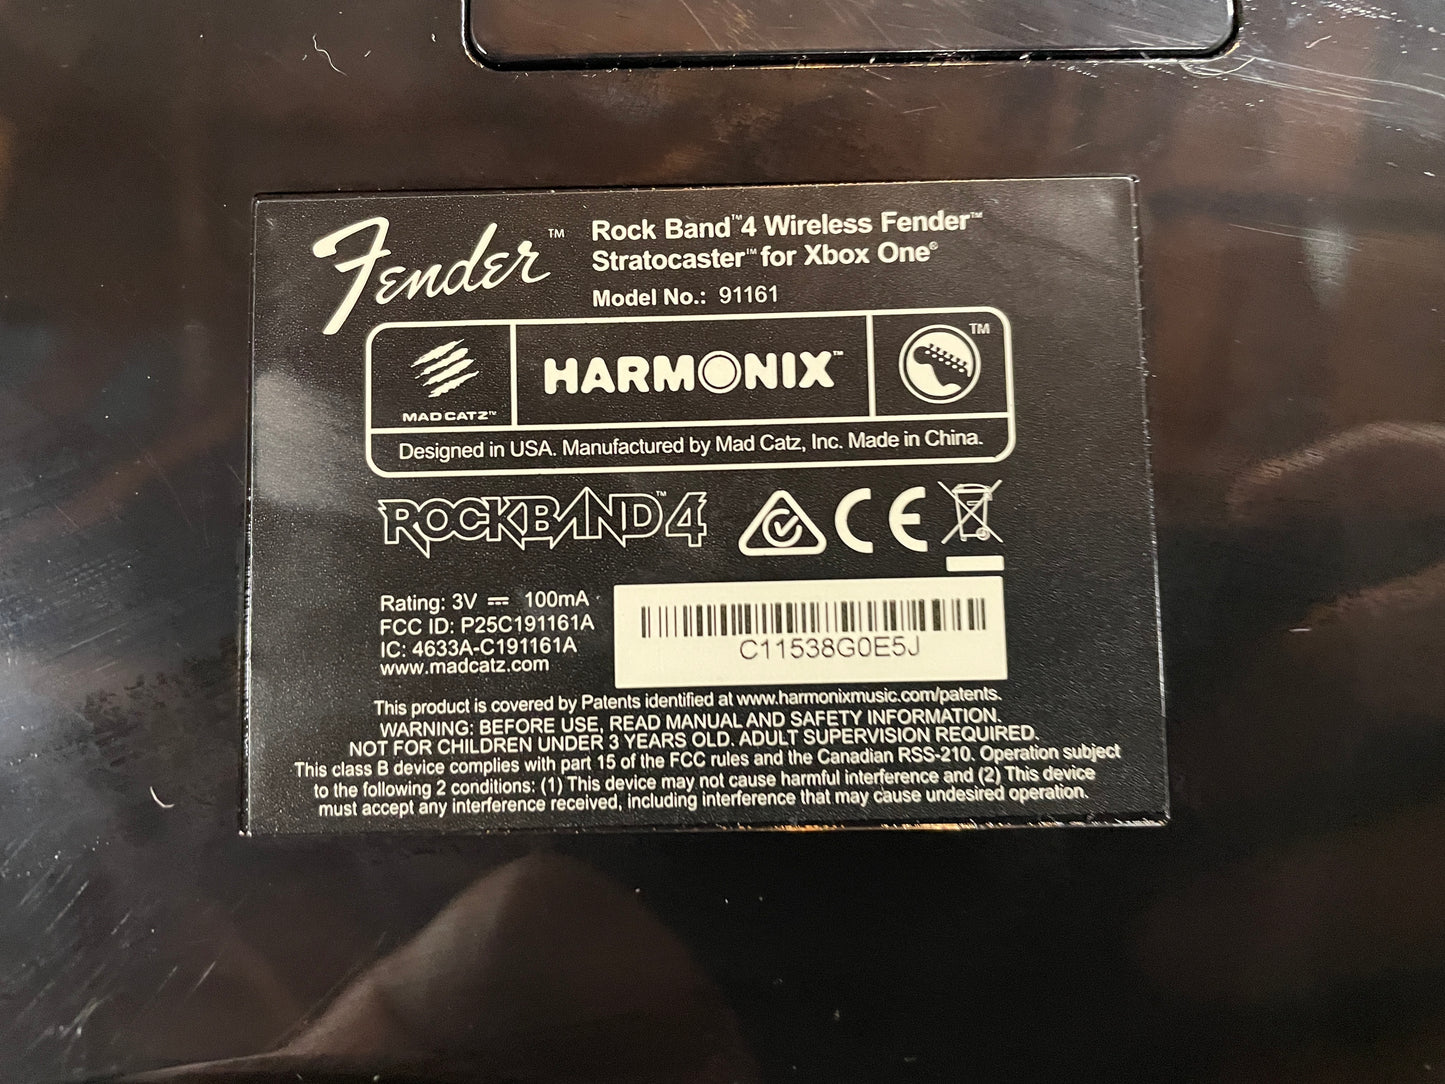 Fender™
Rock Band™4 Wireless Fender™
Stratocaster™ for Xbox One®
Model No.: 91161
MAD CATZ™
HARMONIX™
TM
Designed in USA. Manufactured by Mad Catz, Inc. Made in China.
ROCKBAND™4
CE
Rating: 3V ⎓ 100mA
FCC ID: P25C191161A
IC: 4633A-C191161A
www.madcatz.com
C11538G0E5J
This product is covered by Patents identified at www.harmonixmusic.com/patents.
WARNING: BEFORE USE, READ MANUAL AND SAFETY INFORMATION.
NOT FOR CHILDREN UNDER 3 YEARS OLD. ADULT SUPERVISION REQUIRED.
This class B device complies with part 15 of the FCC rules and the Canadian RSS-210. Operation subject
to the following 2 conditions: (1) This device may not cause harmful interference and (2) This device
must accept any interference received, including interference that may cause undesired operation.